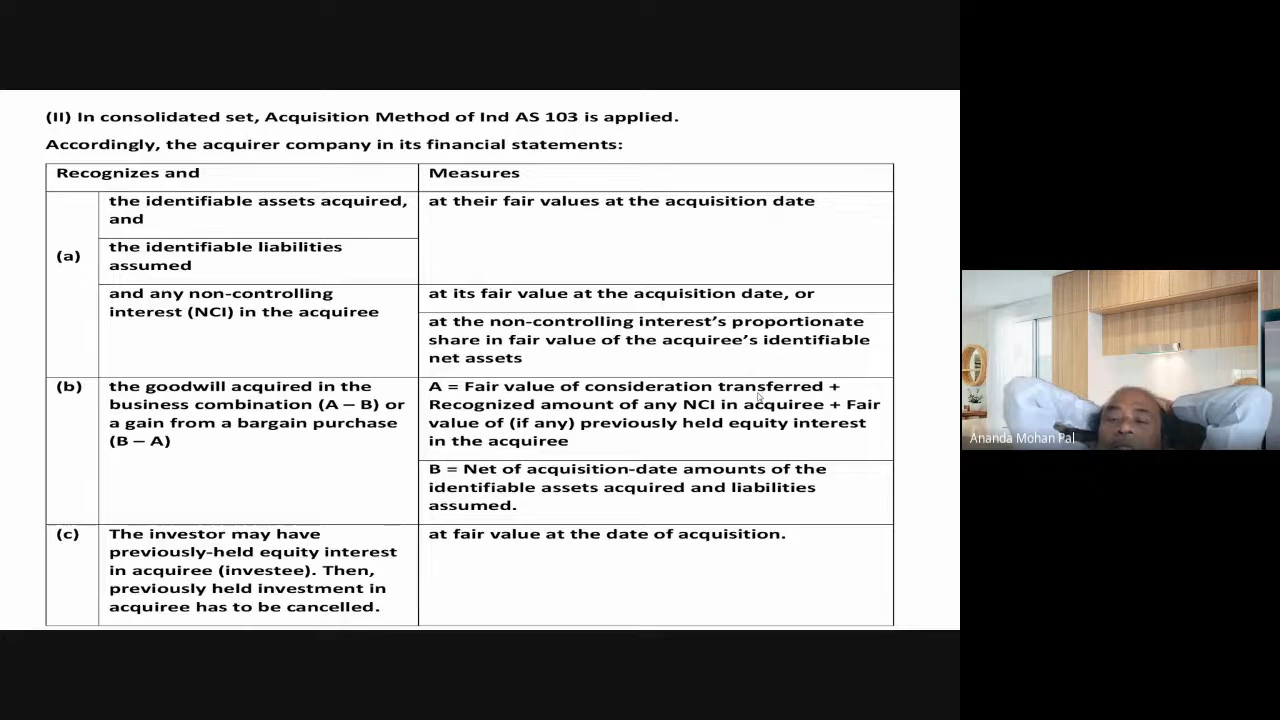 (II) In consolidated set, Acquisition Method of Ind AS 103 is applied.
Accordingly, the acquirer company in its financial statements:
Recognizes and
Measures
(a)
the identifiable assets acquired,
and
at their fair values at the acquisition date
the identifiable liabilities
assumed
and any non-controlling
interest (NCI) in the acquiree
at its fair value at the acquisition date, or
at the non-controlling interest's proportionate
share in fair value of the acquiree's identifiable
net assets
(b)
the goodwill acquired in the
business combination (A – B) or
a gain from a bargain purchase
(B – A)
A = Fair value of consideration transferred +
Recognized amount of any NCI in acquiree + Fair
value of (if any) previously held equity interest
in the acquiree
B = Net of acquisition-date amounts of the
identifiable assets acquired and liabilities
assumed.
(c)
The investor may have
previously-held equity interest
in acquiree (investee). Then,
previously held investment in
acquiree has to be cancelled.
at fair value at the date of acquisition.
Ananda Mohan Pal